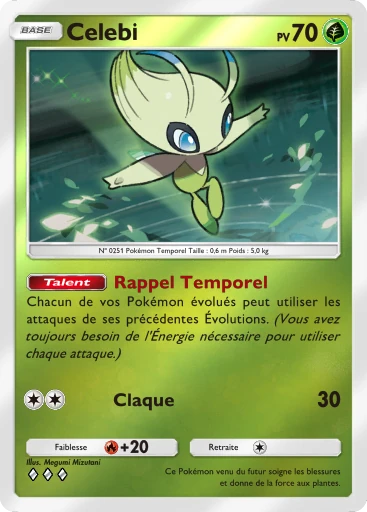 BASE Celebi PV 70
N° 0251 Pokémon Temporel Taille : 0,6 m Poids : 5,0 kg
Talent Rappel Temporel
Chacun de vos Pokémon évolués peut utiliser les
attaques de ses précédentes Évolutions. (Vous avez
toujours besoin de l'Énergie nécessaire pour utiliser
chaque attaque.)
Claque 30
Faiblesse +20 Retraite
Illus. Megumi Mizutani
Ce Pokémon venu du futur soigne les blessures
et donne de la force aux plantes.